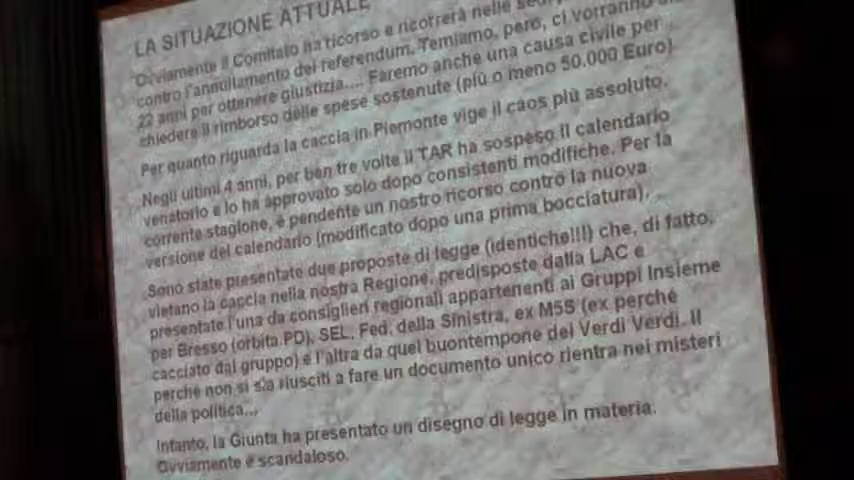 LA SITUAZIONE ATTUALE
Ovviamente il Comitato ha ricorso e ricorrerà nelle
contro l'annullamento del referendum. Temiamo, però, ci vorranno
22 anni per ottenere giustizia.... Faremo anche una causa civile per
chiedere il rimborso delle spese sostenute (più o meno 50.000 Euro)
Per quanto riguarda la caccia in Piemonte vige il caos più assoluto.
Negli ultimi 4 anni, per ben tre volte il TAR ha sospeso il calendario
venatorio e lo ha approvato solo dopo consistenti modifiche. Per la
corrente stagione, è pendente un nostro ricorso contro la nuova
versione del calendario (modificato dopo una prima bocciatura).
Sono state presentate due proposte di legge (identiche!!!) che, di fatto,
vietano la caccia nella nostra Regione, predisposte dalla LAC e
presentate l'una da consiglieri regionali appartenenti ai Gruppi Insieme
per Bresso (orbita PD), SEL, Fed. della Sinistra, ex M5S (ex perché
cacciato dal gruppo) e l'altra da quel buontempone dei Verdi Verdi. Il
perché non si sia riusciti a fare un documento unico rientra nei misteri
della politica...
Intanto, la Giunta ha presentato un disegno di legge in materia.
Ovviamente è scandaloso.